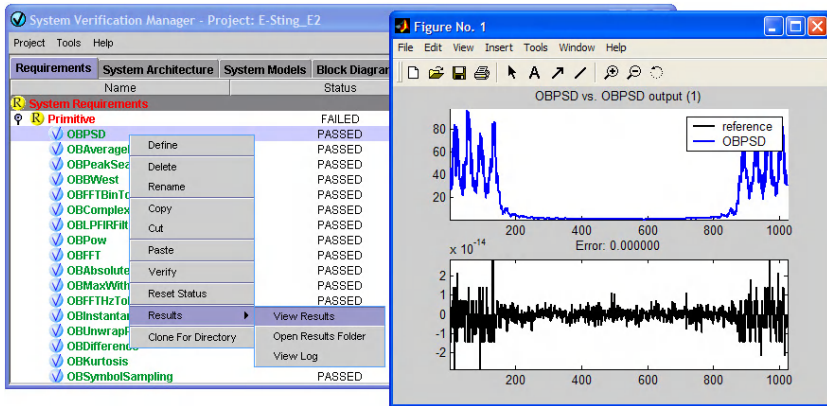 System Verification Manager - Project: E-Sting_E2
Project Tools Help
Requirements System Architecture System Models Block Diagra
Name Status
R System Requirements
R Primitive FAILED
OBPSD PASSED
OBAverage PASSED
OBPeakSea PASSED
OBBWest PASSED
OBFFTBinTo PASSED
OBComplex PASSED
OBLPFIRFilt PASSED
OBPow PASSED
OBFFT PASSED
OBAbsolute PASSED
OBMaxWith PASSED
OBFFTHzToI PASSED
OBInstanta
OBUnwrapP
OBDifference
OBKurtosis
OBSymbolSampling PASSED
Define
Delete
Rename
Copy
Cut
Paste
Verify
Reset Status
Results
Clone For Directory
View Results
Open Results Folder
View Log
Figure No. 1
File Edit View Insert Tools Window Help
A
OBPSD vs. OBPSD output (1)
reference
OBPSD
80
60
40
20
200 400 600 800 1000
Error: 0.000000
x 10^-14
2
1
0
-1
-2
200 400 600 800 1000